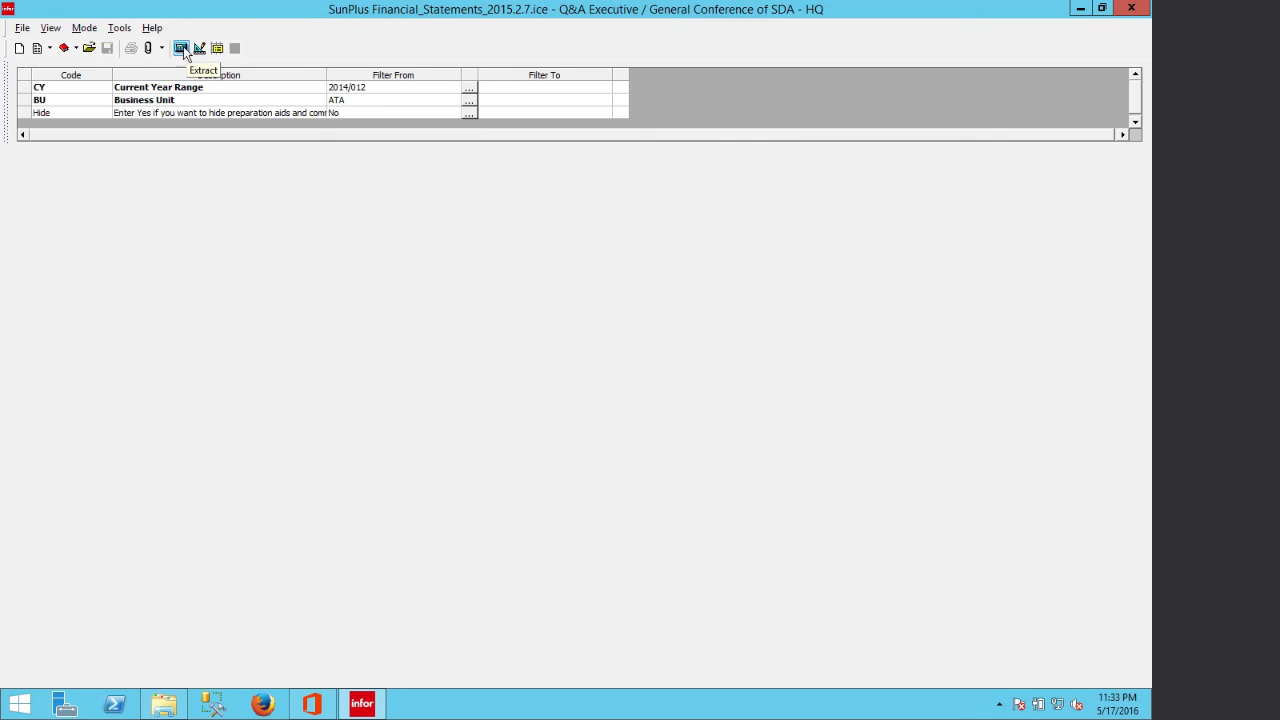 infor SunPlus Financial_Statements_2015.2.7.ice - Q&A Executive / General Conference of SDA - HQ
File View Mode Tools Help
Extract
Code Filter From Filter To
CY Current Year Range 2014/012 ...
BU Business Unit ATA ...
Hide Enter Yes if you want to hide preparation aids and com No ...
infor
11:33 PM
5/17/2016